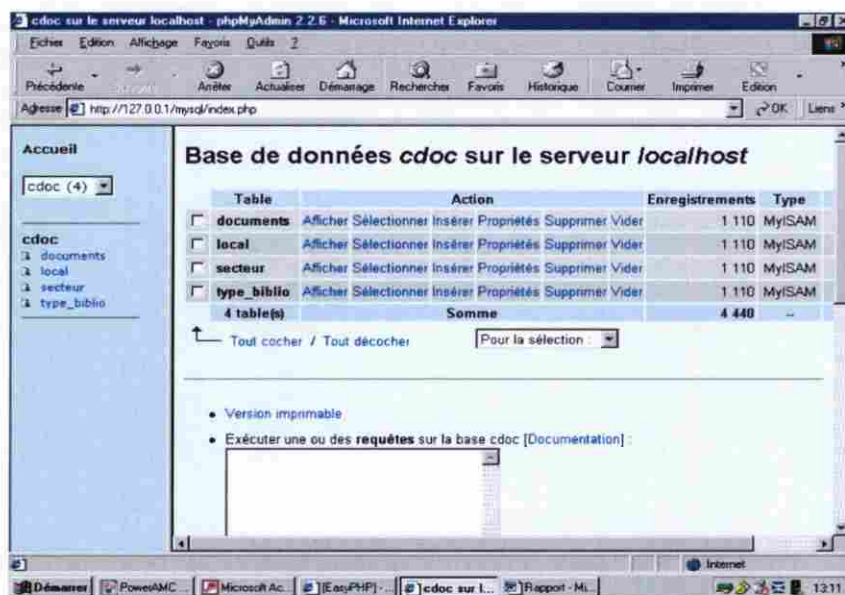 cdoc sur le serveur localhost - phpMyAdmin 2.2.6 - Microsoft Internet Explorer
Fichier Edition Affichage Favoris Outils ?
Précédente Arrêter Actualiser Démarrage Rechercher Favoris Historique Courrier Imprimer Edition
Adresse http://127.0.0.1/mysql/index.php OK Liens
Accueil
cdoc (4)
cdoc
documents
local
secteur
type_biblio
Base de données cdoc sur le serveur localhost
Table Action Enregistrements Type
documents Afficher Sélectionner Insérer Propriétés Supprimer Vider 1 110 MyISAM
local Afficher Sélectionner Insérer Propriétés Supprimer Vider 1 110 MyISAM
secteur Afficher Sélectionner Insérer Propriétés Supprimer Vider 1 110 MyISAM
type_biblio Afficher Sélectionner Insérer Propriétés Supprimer Vider 1 110 MyISAM
4 table(s) Somme 4 440 --
Tout cocher / Tout décocher Pour la sélection :
• Version imprimable
• Exécuter une ou des requêtes sur la base cdoc [Documentation] :
Internet
Démarrer PowerAMC... Microsoft Ac... [EasyPHP] -... cdoc sur l... Rapport - Mi... 13:11